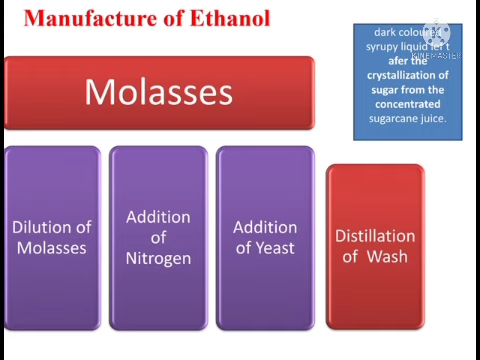 Manufacture of Ethanol
dark coloured
syrupy liquid left
afer the
crystallization of
sugar from the
concentrated
sugarcane juice.
KINEMASTER
Molasses
Dilution of
Molasses
Addition
of
Nitrogen
Addition
of Yeast
Distillation
of Wash